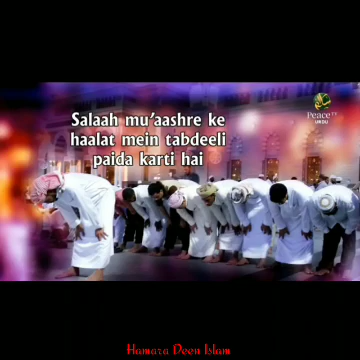 Salaah mu'aashre ke
haalat mein tabdeeli
paida karti hai
Peace TV
URDU
Hamara Deen Islam